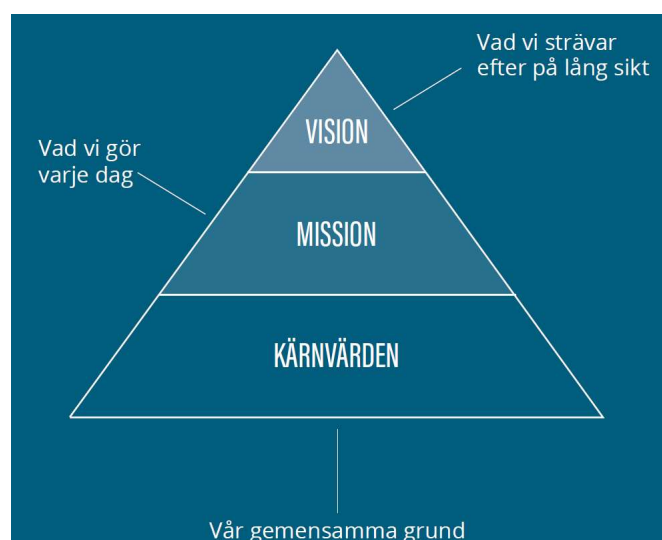 Vad vi strävar
efter på lång sikt
VISION
Vad vi gör
varje dag
MISSION
KÄRNVÄRDEN
Vår gemensamma grund